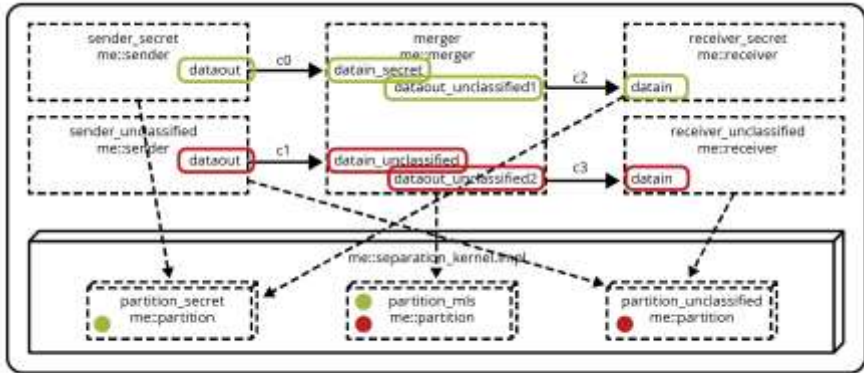 sender_secret
me::sender
dataout
c0
merger
me::merger
datain_secret
dataout_unclassified1
c2
receiver_secret
me::receiver
datain
sender_unclassified
me::sender
dataout
c1
datain_unclassified
dataout_unclassified2
c3
receiver_unclassified
me::receiver
datain
me::separation_kernel.impl
partition_secret
me::partition
partition_mls
me::partition
partition_unclassified
me::partition